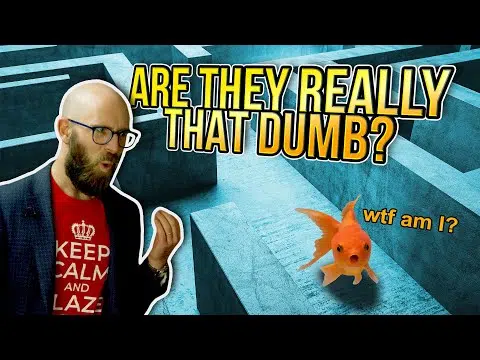 ARE THEY REALLY
THAT DUMB?
wtf am I?
KEEP
CALM
AND
LAZE